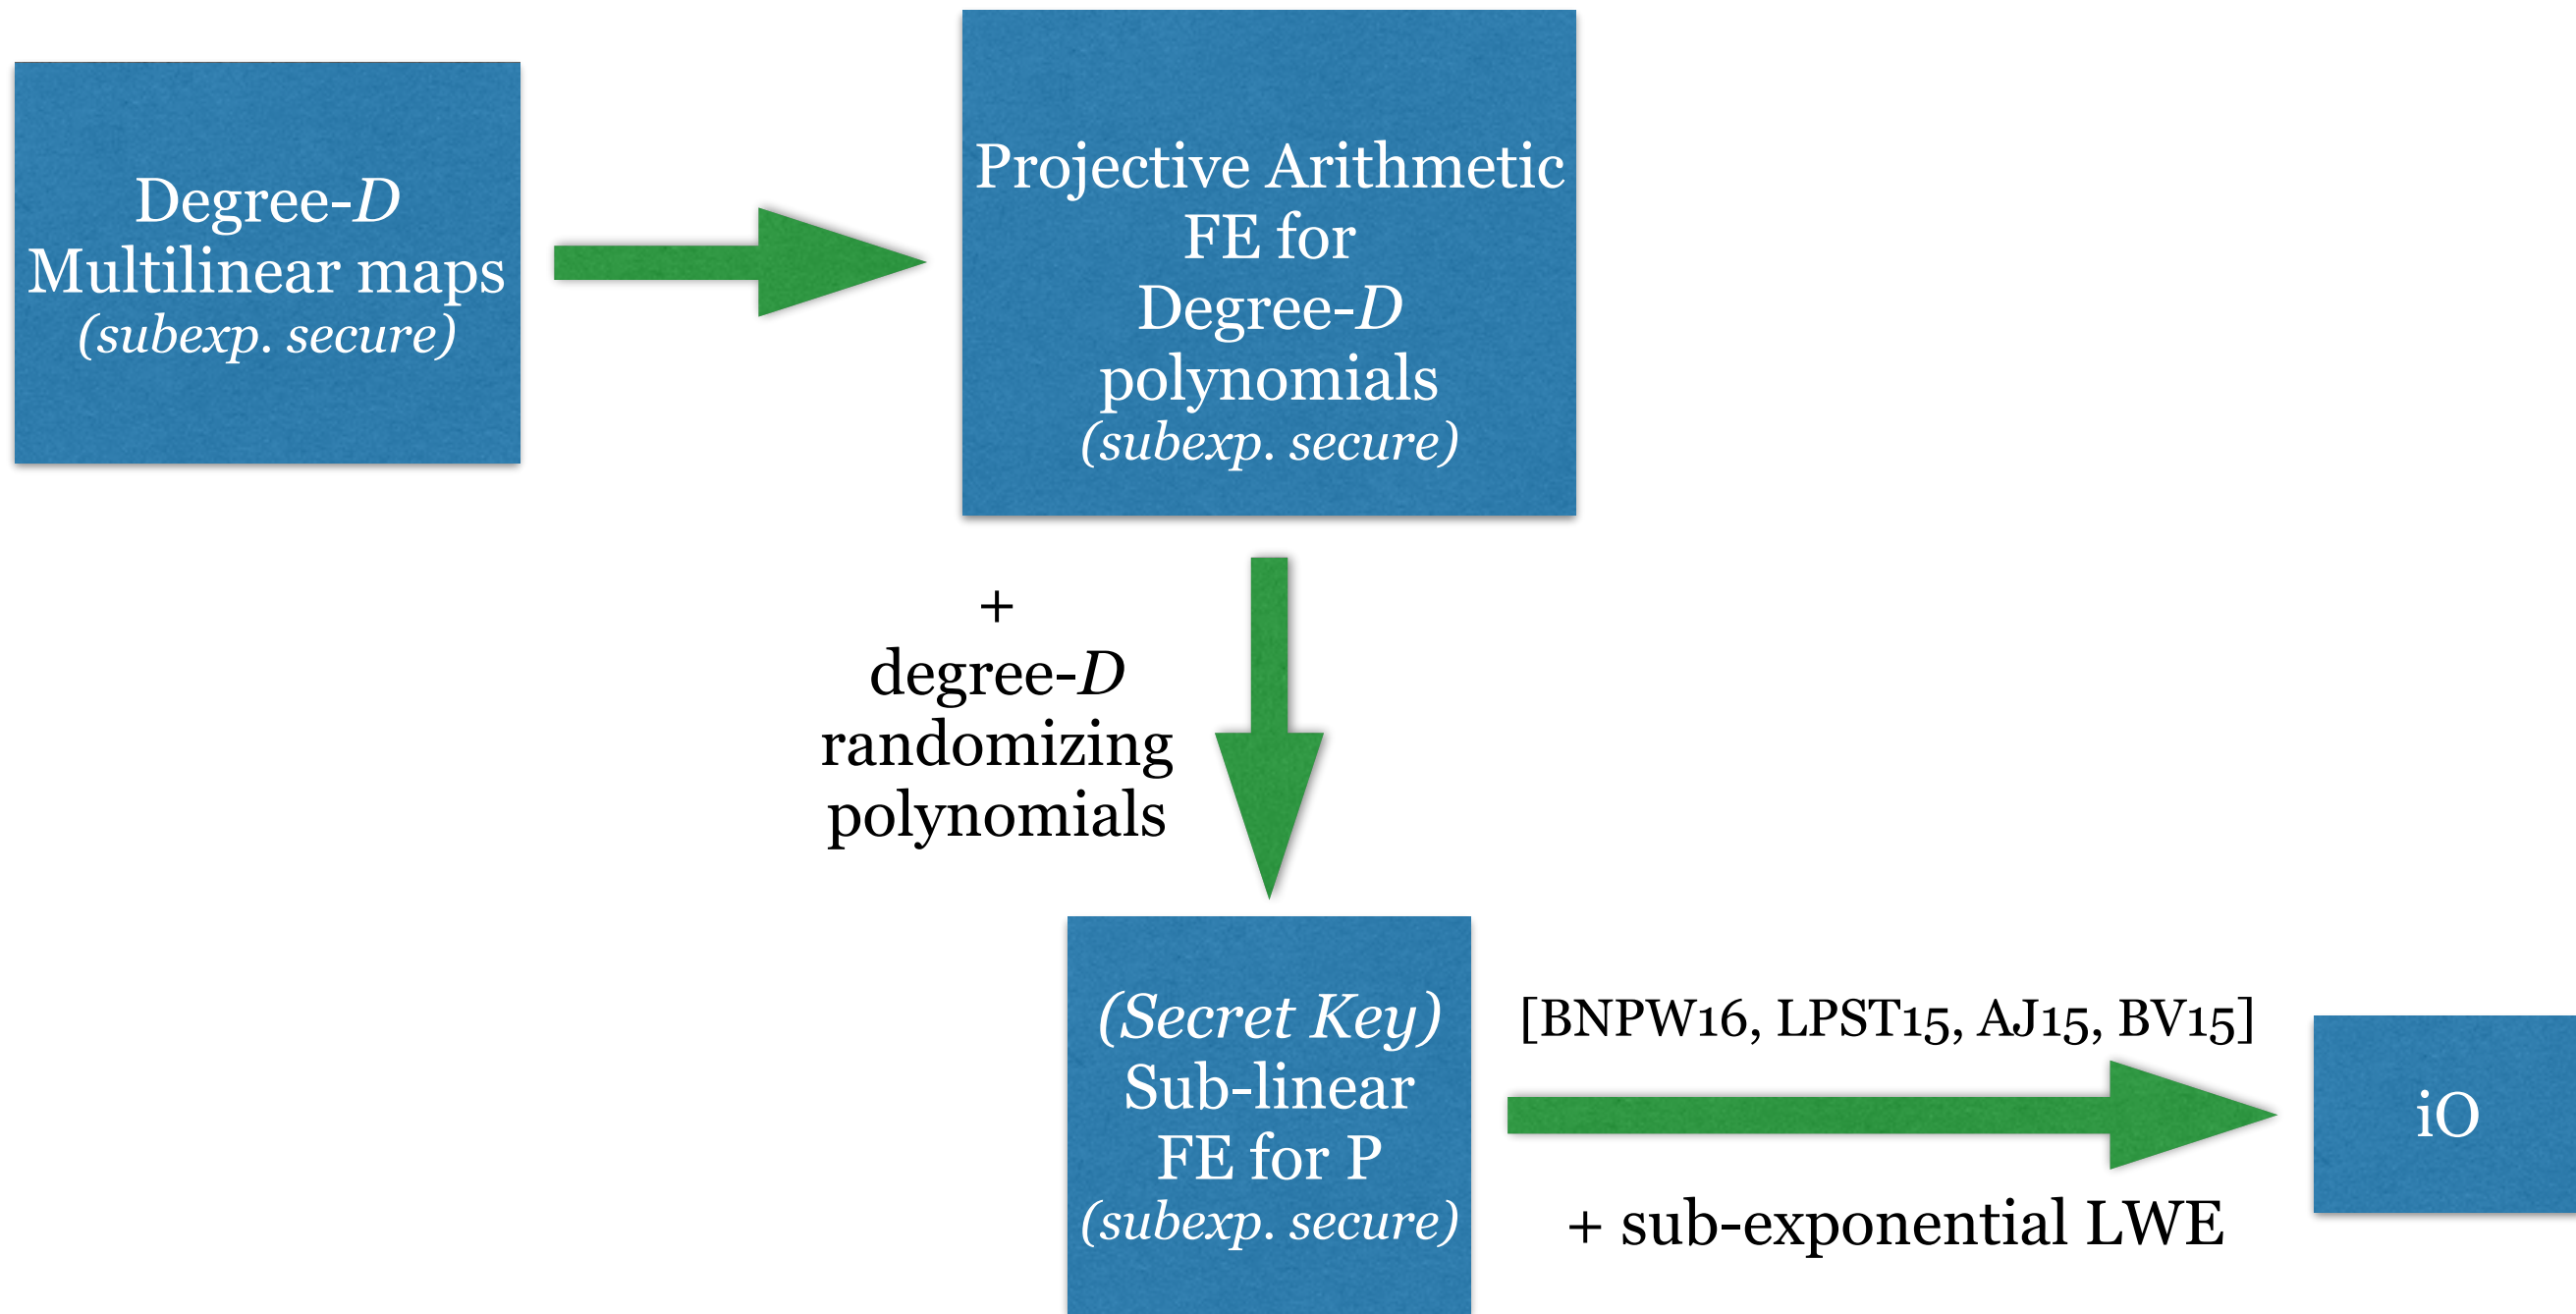 Degree-D
Multilinear maps
(subexp. secure)
Projective Arithmetic
FE for
Degree-D
polynomials
(subexp. secure)
+
degree-D
randomizing
polynomials
(Secret Key)
Sub-linear
FE for P
(subexp. secure)
[BNPW16, LPST15, AJ15, BV15]
+ sub-exponential LWE
iO